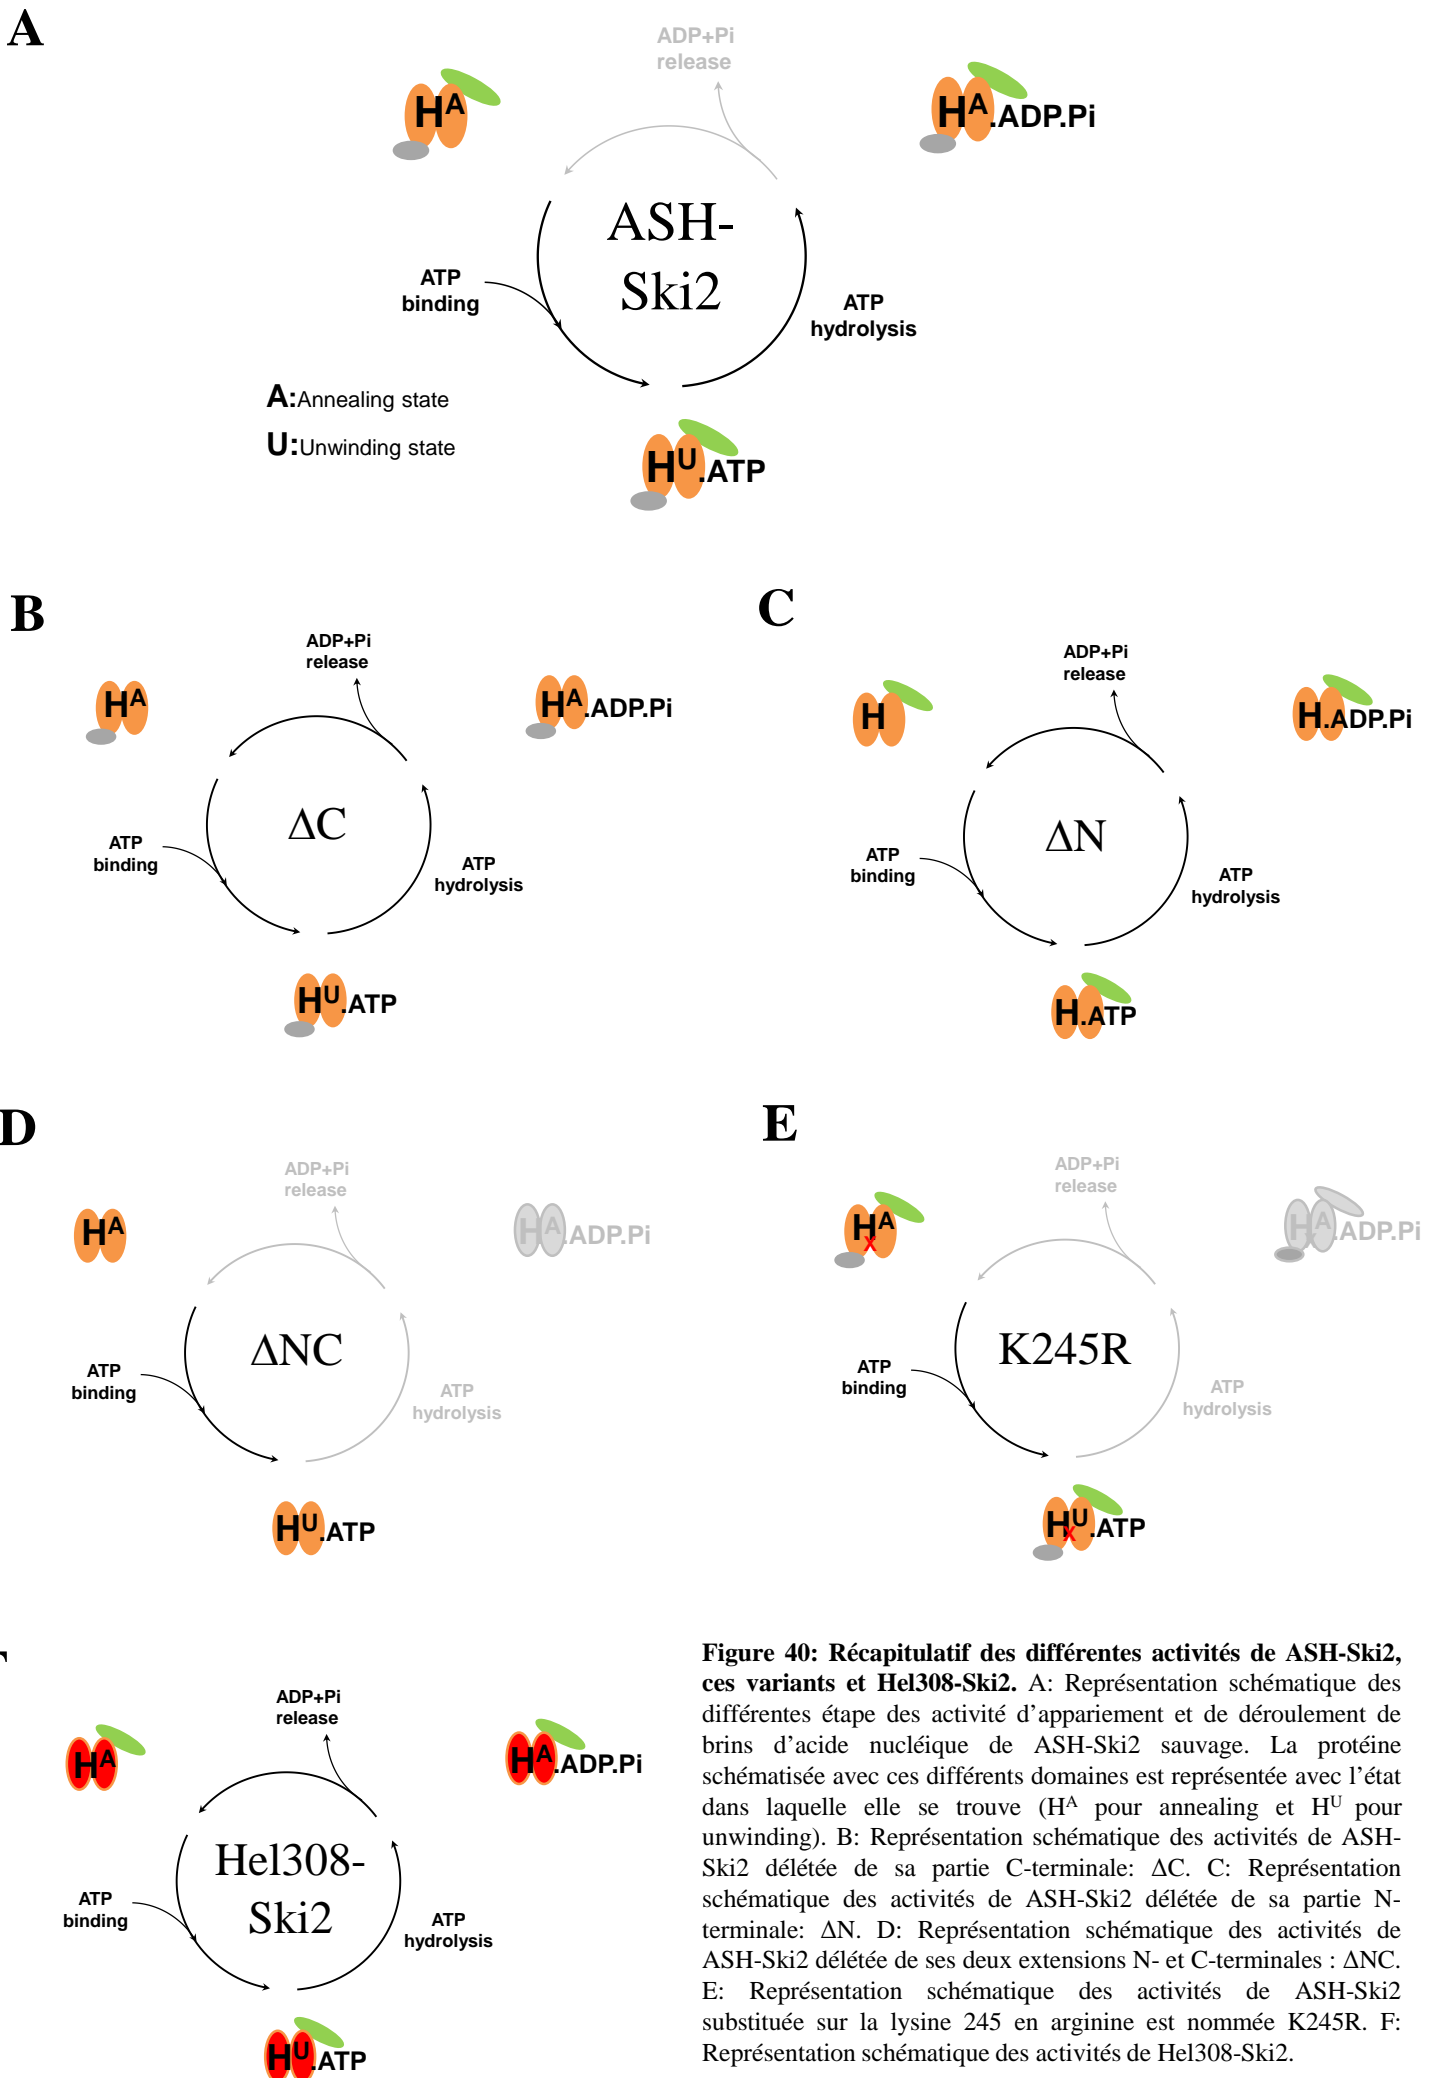 A
ADP+Pi
release
HA
HA.ADP.Pi
ASH-
Ski2
ATP
binding
ATP
hydrolysis
A:Annealing state
U:Unwinding state
HU.ATP
B
ADP+Pi
release
HA
HA.ADP.Pi
ΔC
ATP
binding
ATP
hydrolysis
HU.ATP
C
ADP+Pi
release
H
H.ADP.Pi
ΔN
ATP
binding
ATP
hydrolysis
H.ATP
D
ADP+Pi
release
HA
HA.ADP.Pi
ΔNC
ATP
binding
ATP
hydrolysis
HU.ATP
E
ADP+Pi
release
HA
X
HA.ADP.Pi
X
K245R
ATP
binding
ATP
hydrolysis
HU.ATP
X
ADP+Pi
release
HA
HA.ADP.Pi
Hel308-
Ski2
ATP
binding
ATP
hydrolysis
HU.ATP
Figure 40: Récapitulatif des différentes activités de ASH-Ski2,
ces variants et Hel308-Ski2. A: Représentation schématique des
différentes étape des activité d'appariement et de déroulement de
brins d'acide nucléique de ASH-Ski2 sauvage. La protéine
schématisée avec ces différents domaines est représentée avec l'état
dans laquelle elle se trouve (HA pour annealing et HU pour
unwinding). B: Représentation schématique des activités de ASH-
Ski2 délétée de sa partie C-terminale: ΔC. C: Représentation
schématique des activités de ASH-Ski2 délétée de sa partie N-
terminale: ΔN. D: Représentation schématique des activités de
ASH-Ski2 délétée de ses deux extensions N- et C-terminales : ΔNC.
E: Représentation schématique des activités de ASH-Ski2
substituée sur la lysine 245 en arginine est nommée K245R. F:
Représentation schématique des activités de Hel308-Ski2.